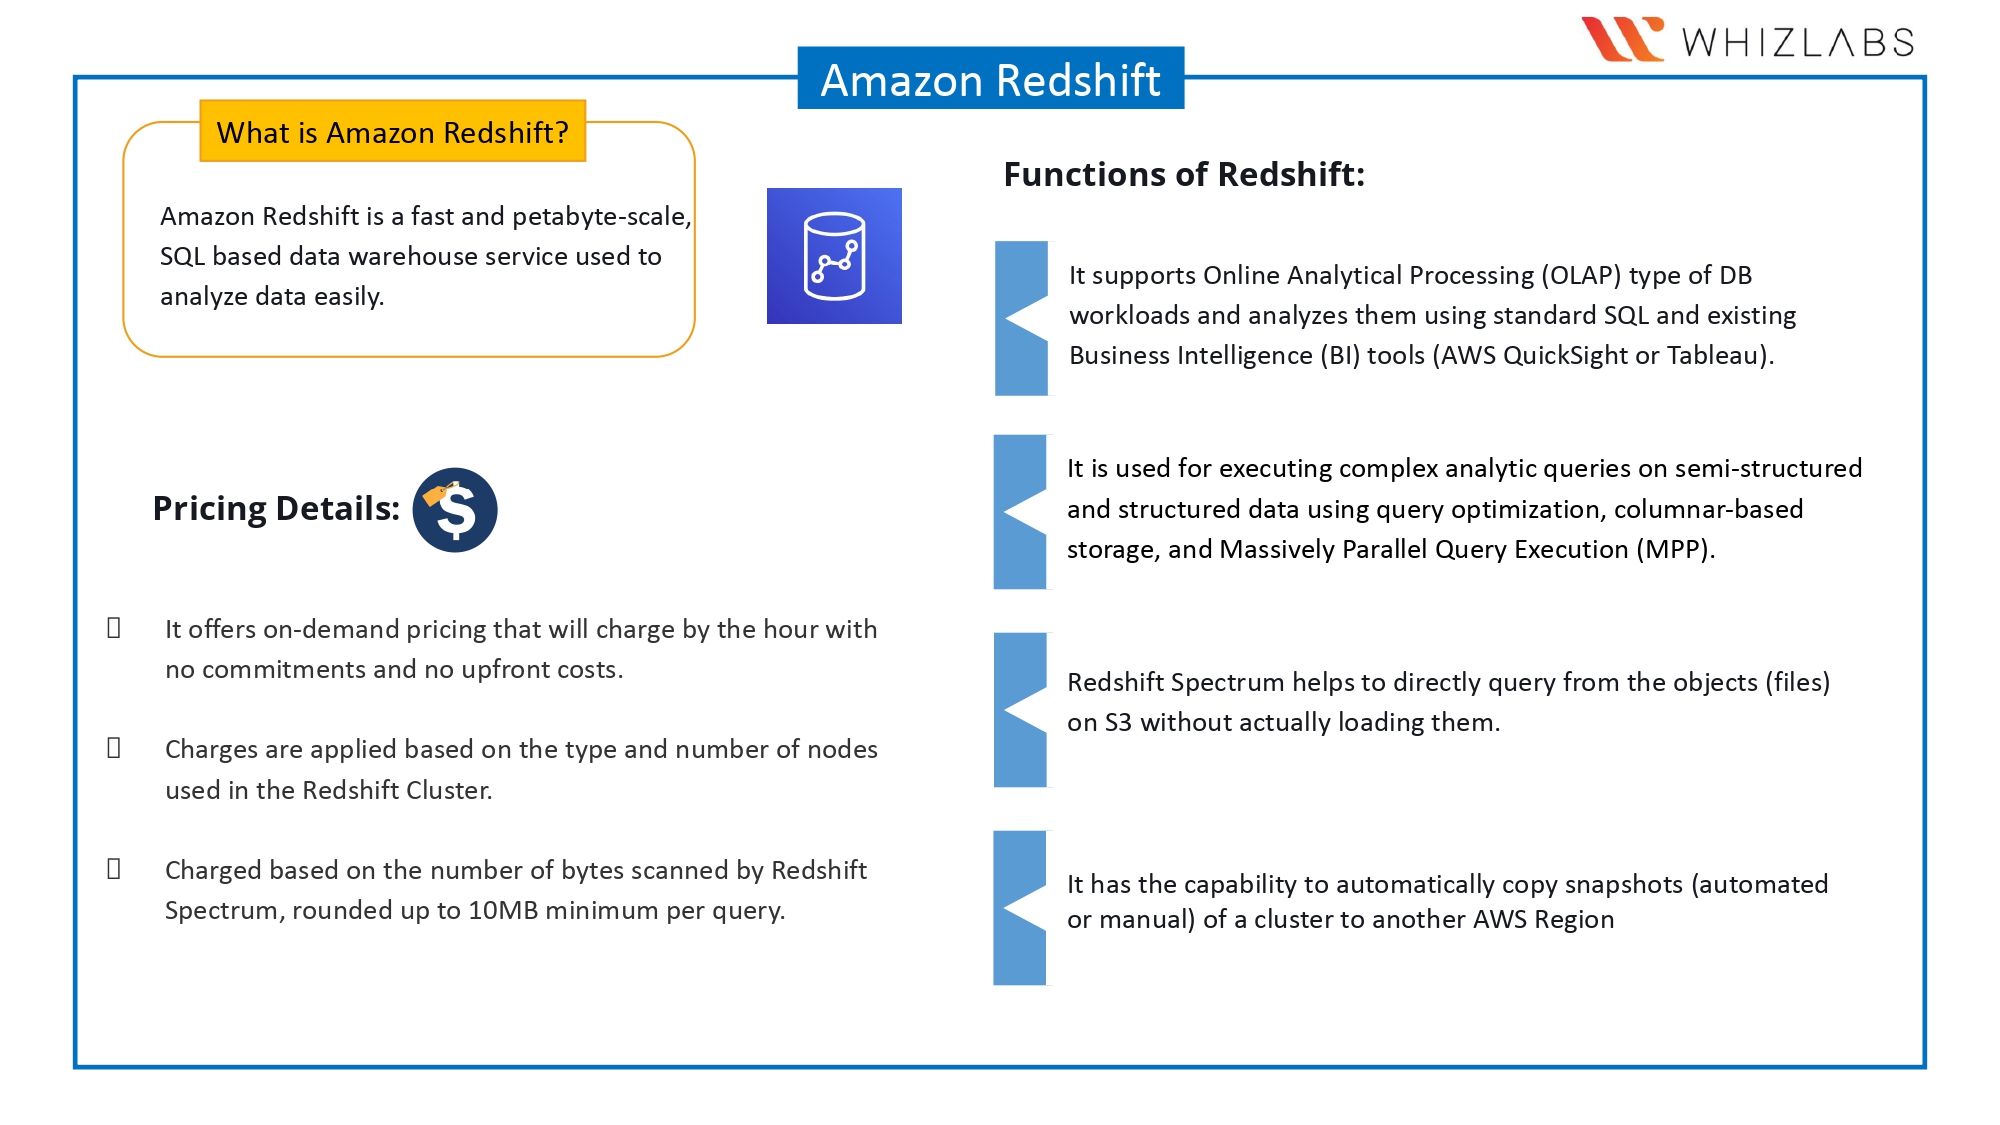 WHIZLABS
Amazon Redshift
What is Amazon Redshift?
Amazon Redshift is a fast and petabyte-scale,
SQL based data warehouse service used to
analyze data easily.
Pricing Details:
$
It offers on-demand pricing that will charge by the hour with
no commitments and no upfront costs.
Charges are applied based on the type and number of nodes
used in the Redshift Cluster.
Charged based on the number of bytes scanned by Redshift
Spectrum, rounded up to 10MB minimum per query.
Functions of Redshift:
It supports Online Analytical Processing (OLAP) type of DB
workloads and analyzes them using standard SQL and existing
Business Intelligence (BI) tools (AWS QuickSight or Tableau).
It is used for executing complex analytic queries on semi-structured
and structured data using query optimization, columnar-based
storage, and Massively Parallel Query Execution (MPP).
Redshift Spectrum helps to directly query from the objects (files)
on S3 without actually loading them.
It has the capability to automatically copy snapshots (automated
or manual) of a cluster to another AWS Region